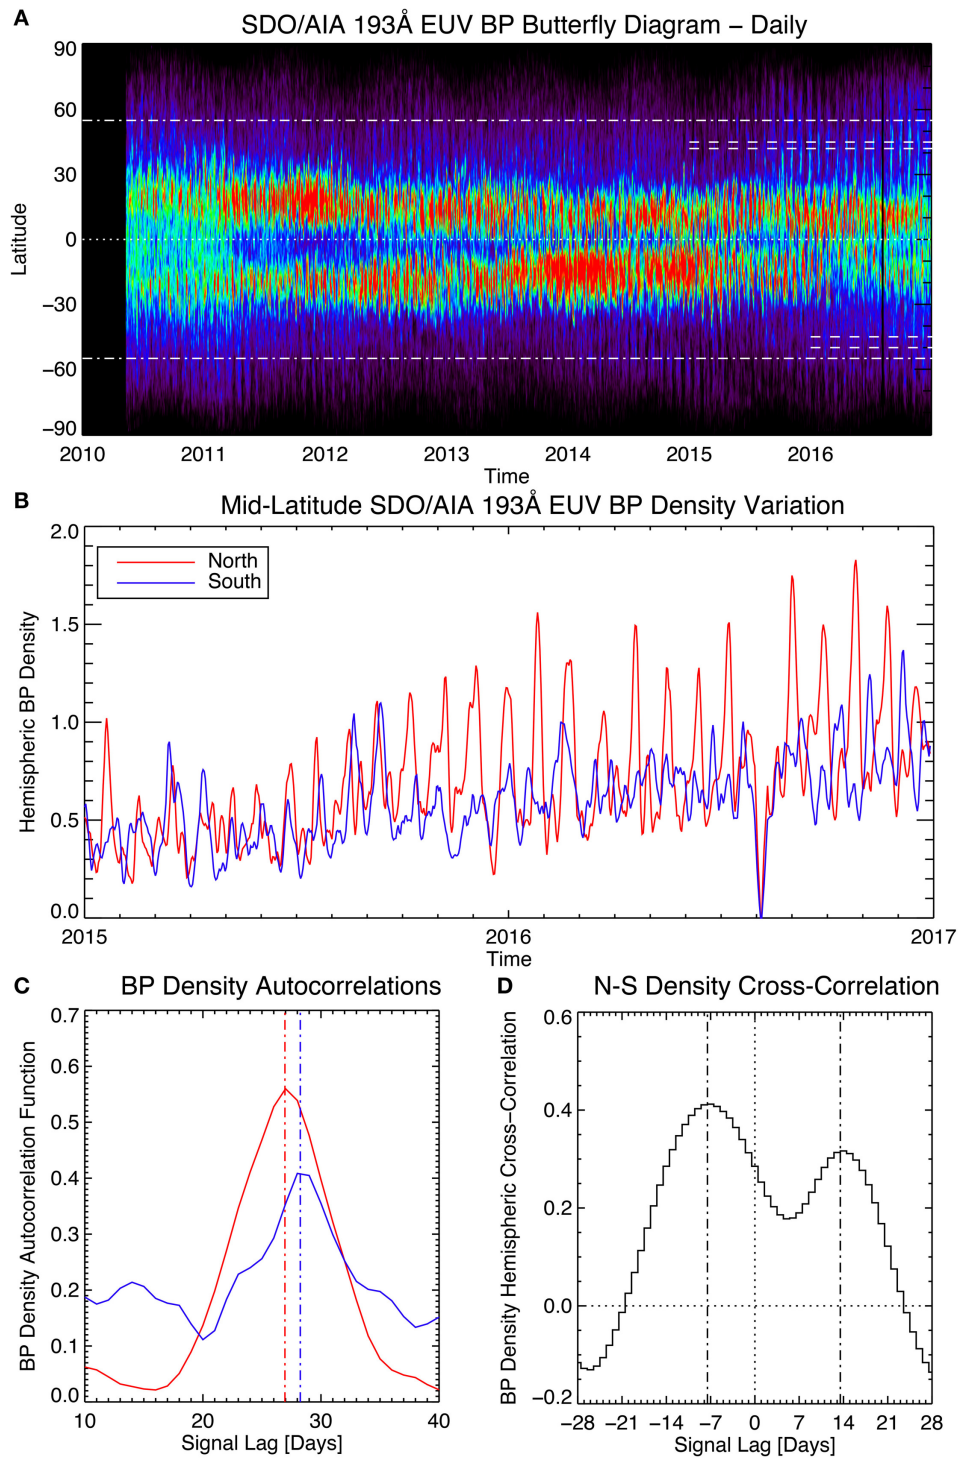 A
SDO/AIA 193Å EUV BP Butterfly Diagram – Daily
90
60
30
0
−30
−60
−90
Latitude
2010 2011 2012 2013 2014 2015 2016
Time
B
Mid-Latitude SDO/AIA 193Å EUV BP Density Variation
2.0
1.5
1.0
0.5
0.0
Hemispheric BP Density
North
South
2015 2016 2017
Time
C
BP Density Autocorrelations
0.7
0.6
0.5
0.4
0.3
0.2
0.1
0.0
BP Density Autocorrelation Function
10 20 30 40
Signal Lag [Days]
D
N-S Density Cross-Correlation
0.6
0.4
0.2
0.0
−0.2
BP Density Hemispheric Cross−Correlation
−28 −21 −14 −7 0 7 14 21 28
Signal Lag [Days]